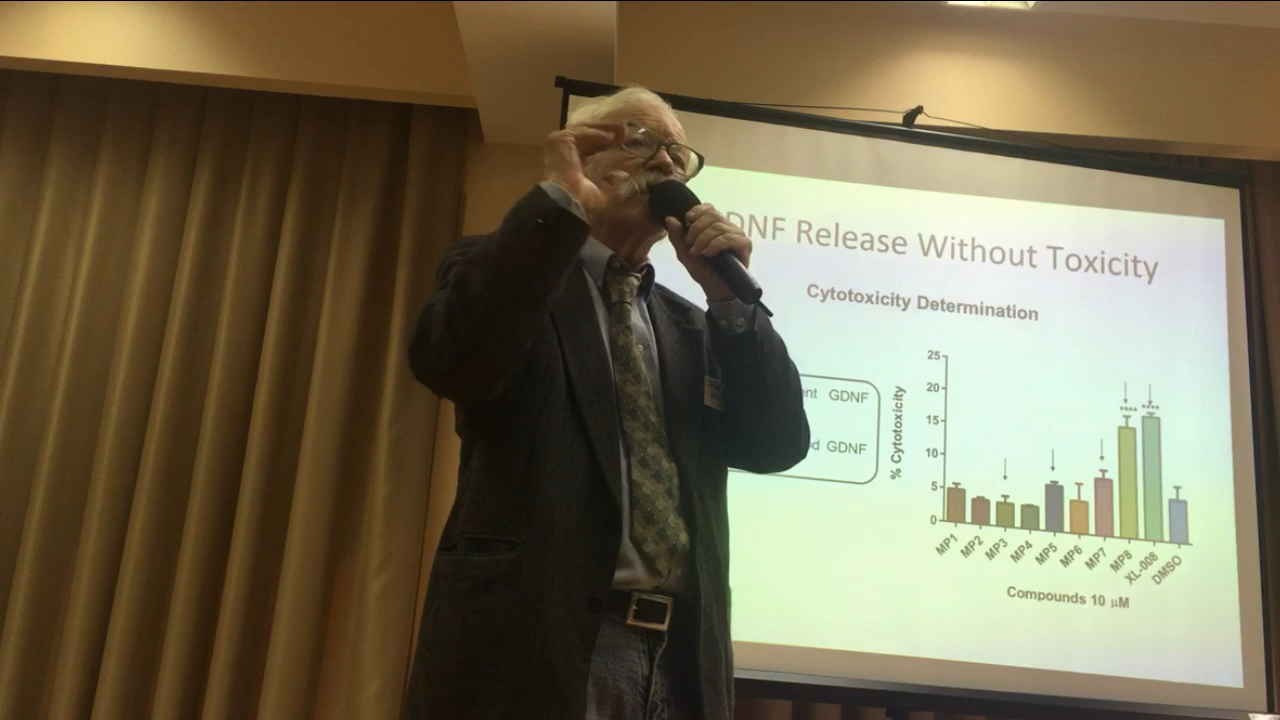 DNF Release Without Toxicity
Cytotoxicity Determination
nt GDNF
d GDNF
% Cytotoxicity
25
20
15
10
5
0
**** ****
MP1 MP2 MP3 MP4 MP5 MP6 MP7 MP8 XL-008 DMSO
Compounds 10 µM